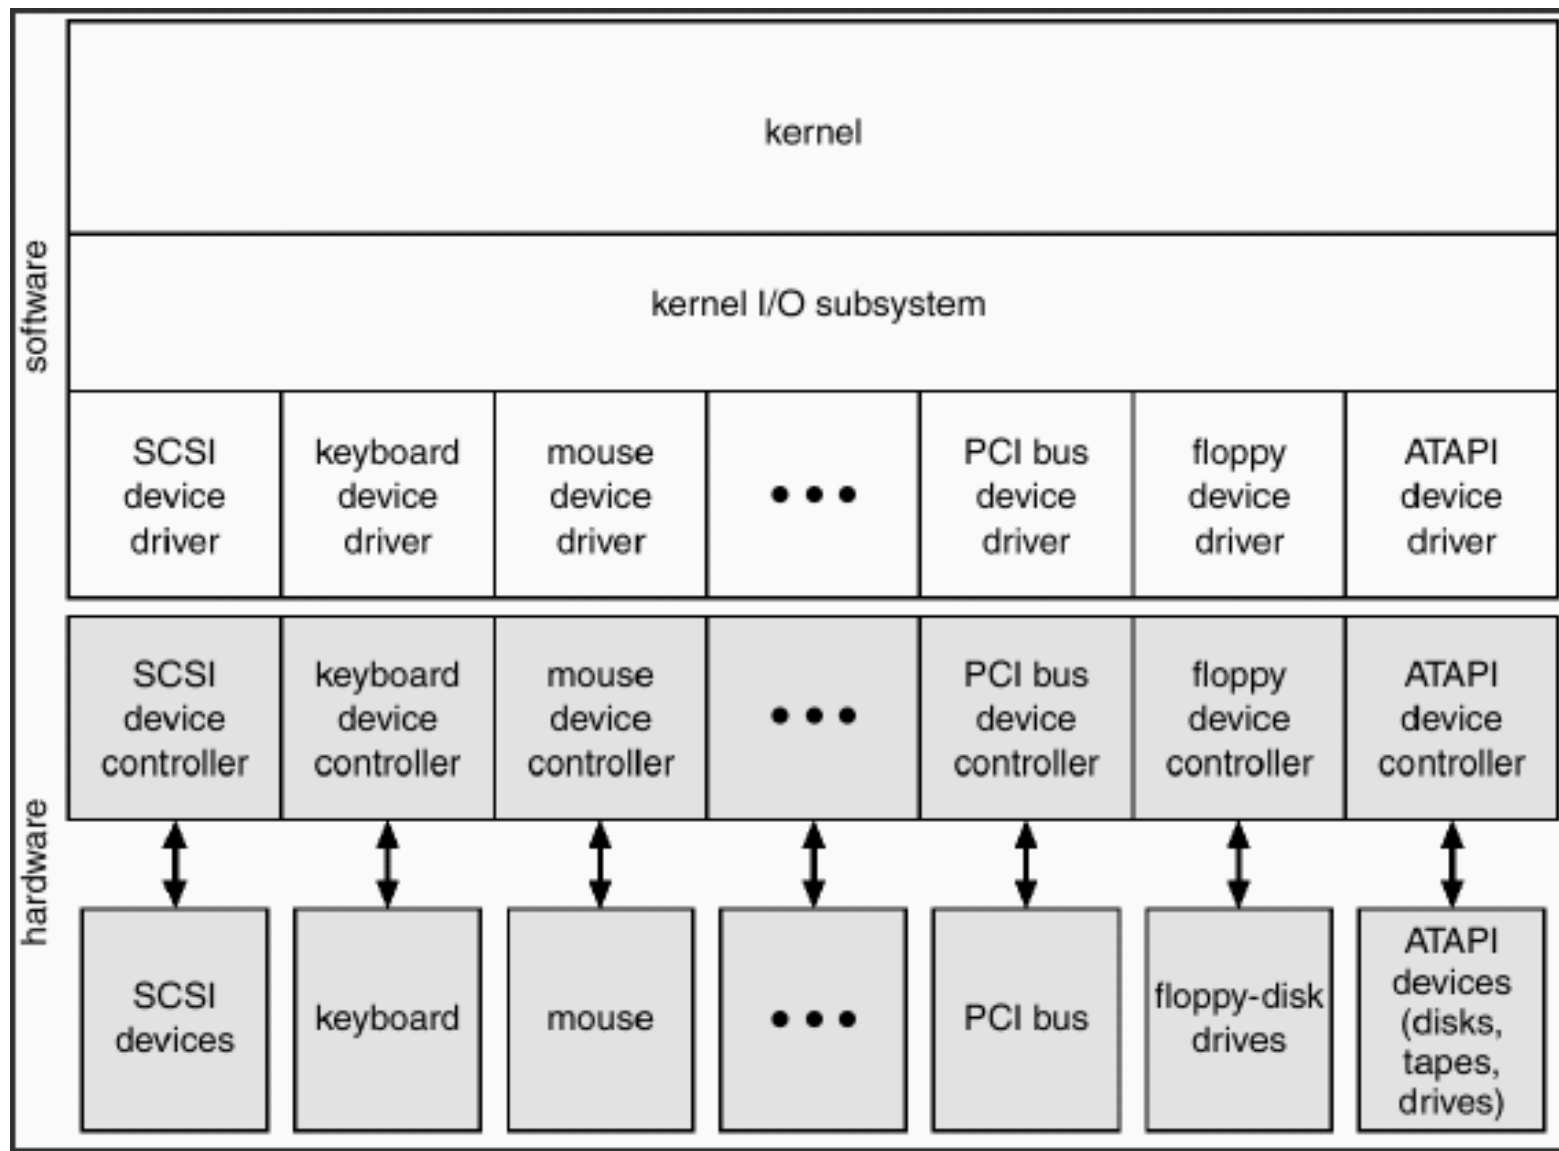 software
kernel
kernel I/O subsystem
SCSI
device
driver
keyboard
device
driver
mouse
device
driver
•••
PCI bus
device
driver
floppy
device
driver
ATAPI
device
driver
hardware
SCSI
device
controller
keyboard
device
controller
mouse
device
controller
•••
PCI bus
device
controller
floppy
device
controller
ATAPI
device
controller
SCSI
devices
keyboard
mouse
•••
PCI bus
floppy-disk
drives
ATAPI
devices
(disks,
tapes,
drives)